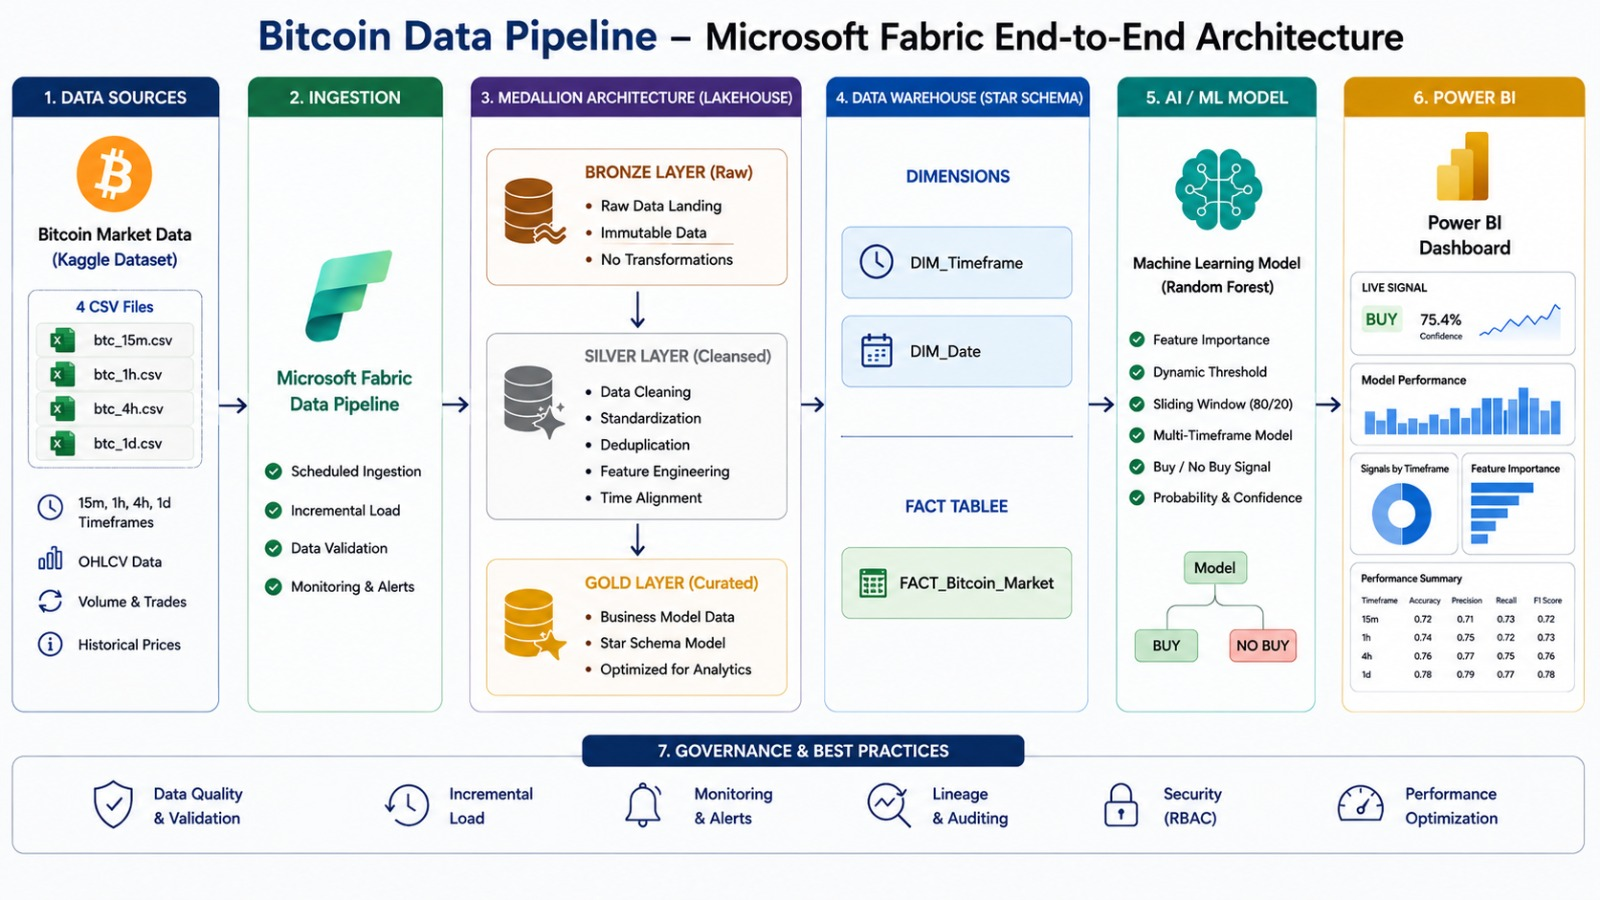 Bitcoin Data Pipeline – Microsoft Fabric End-to-End Architecture
1. DATA SOURCES
Bitcoin Market Data
(Kaggle Dataset)
4 CSV Files
btc_15m.csv
btc_1h.csv
btc_4h.csv
btc_1d.csv
15m, 1h, 4h, 1d
Timeframes
OHLCV Data
Volume & Trades
Historical Prices
2. INGESTION
Microsoft Fabric
Data Pipeline
Scheduled Ingestion
Incremental Load
Data Validation
Monitoring & Alerts
3. MEDALLION ARCHITECTURE (LAKEHOUSE)
BRONZE LAYER (Raw)
• Raw Data Landing
• Immutable Data
• No Transformations
SILVER LAYER (Cleansed)
• Data Cleaning
• Standardization
• Deduplication
• Feature Engineering
• Time Alignment
GOLD LAYER (Curated)
• Business Model Data
• Star Schema Model
• Optimized for Analytics
4. DATA WAREHOUSE (STAR SCHEMA)
DIMENSIONS
DIM_Timeframe
DIM_Date
FACT TABLEE
FACT_Bitcoin_Market
5. AI / ML MODEL
Machine Learning Model
(Random Forest)
Feature Importance
Dynamic Threshold
Sliding Window (80/20)
Multi-Timeframe Model
Buy / No Buy Signal
Probability & Confidence
Model
BUY NO BUY
6. POWER BI
Power BI
Dashboard
LIVE SIGNAL
BUY 75.4%
Confidence
Model Performance
Signals by Timeframe
Feature Importance
Performance Summary
Timeframe Accuracy Precision Recall F1 Score
15m 0.72 0.71 0.73 0.72
1h 0.74 0.75 0.72 0.73
4h 0.76 0.77 0.75 0.76
1d 0.78 0.79 0.77 0.78
7. GOVERNANCE & BEST PRACTICES
Data Quality
& Validation
Incremental
Load
Monitoring
& Alerts
Lineage
& Auditing
Security
(RBAC)
Performance
Optimization